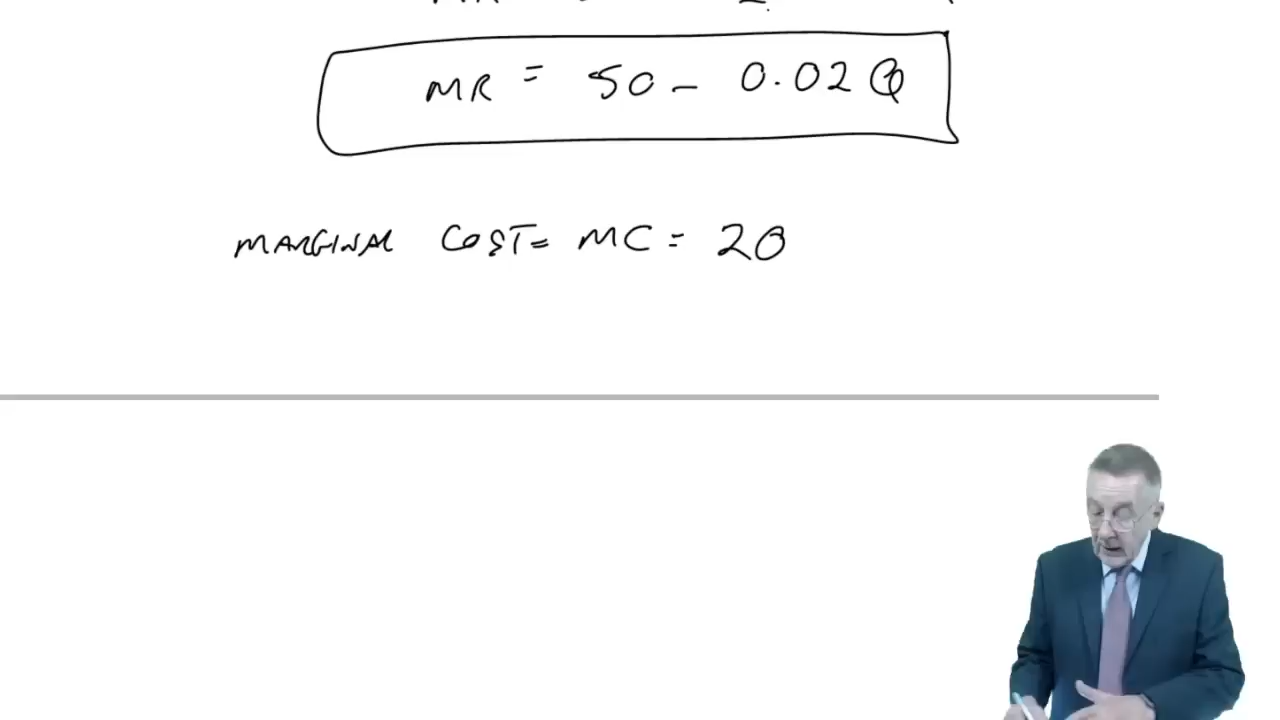 MR = 50 - 0.02Q
MARGINAL COST = MC = 20